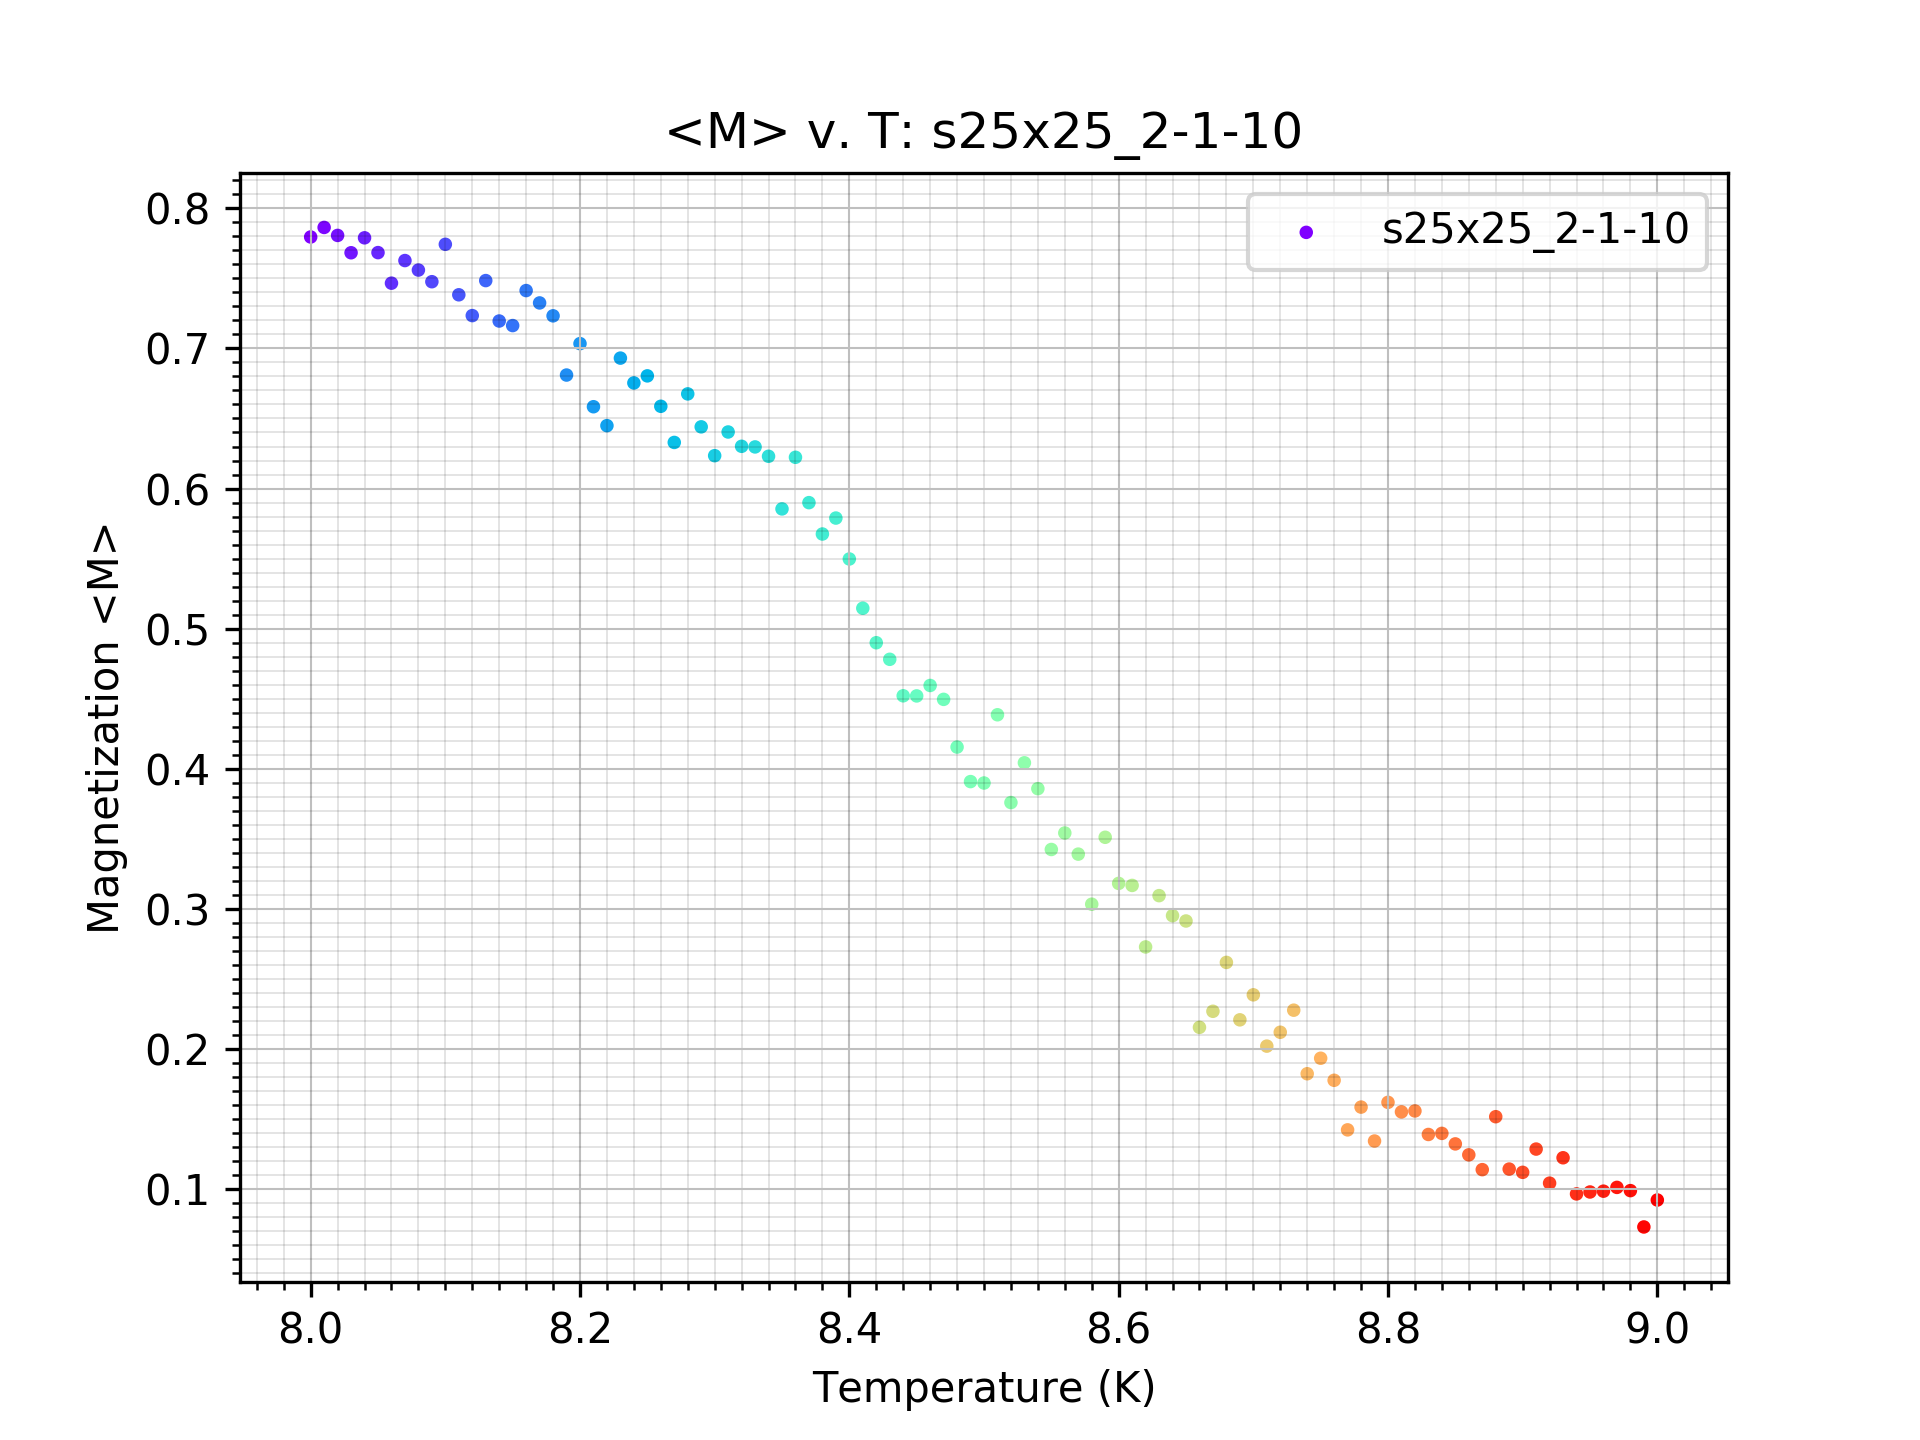 <M> v. T: s25x25_2-1-10
s25x25_2-1-10
Magnetization <M>
0.8
0.7
0.6
0.5
0.4
0.3
0.2
0.1
8.0 8.2 8.4 8.6 8.8 9.0
Temperature (K)